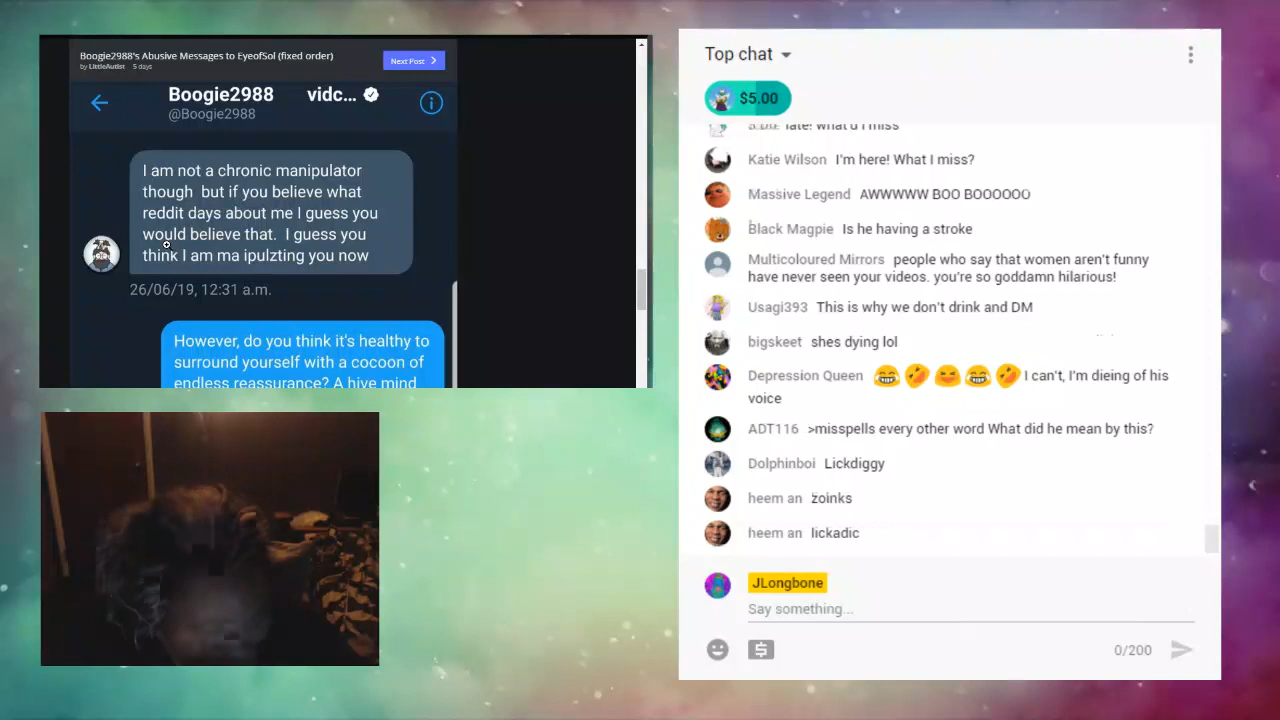 Boogie2988's Abusive Messages to EyeofSol (fixed order)
by LittleAutist 5 days
Next Post
Boogie2988 vidc...
@Boogie2988
I am not a chronic manipulator
though but if you believe what
reddit days about me I guess you
would believe that. I guess you
think I am ma ipulzting you now
26/06/19, 12:31 a.m.
However, do you think it's healthy to
surround yourself with a cocoon of
endless reassurance? A hive mind
Top chat
$5.00
late! what'd I miss
Katie Wilson I'm here! What I miss?
Massive Legend AWWWWW BOO BOOOOOO
Black Magpie Is he having a stroke
Multicoloured Mirrors people who say that women aren't funny
have never seen your videos. you're so goddamn hilarious!
Usagi393 This is why we don't drink and DM
bigskeet shes dying lol
Depression Queen 😂🤣😆😂🤣 I can't, I'm dieing of his
voice
ADT116 >misspells every other word What did he mean by this?
Dolphinboi Lickdiggy
heem an zoinks
heem an lickadic
JLongbone
Say something...
0/200